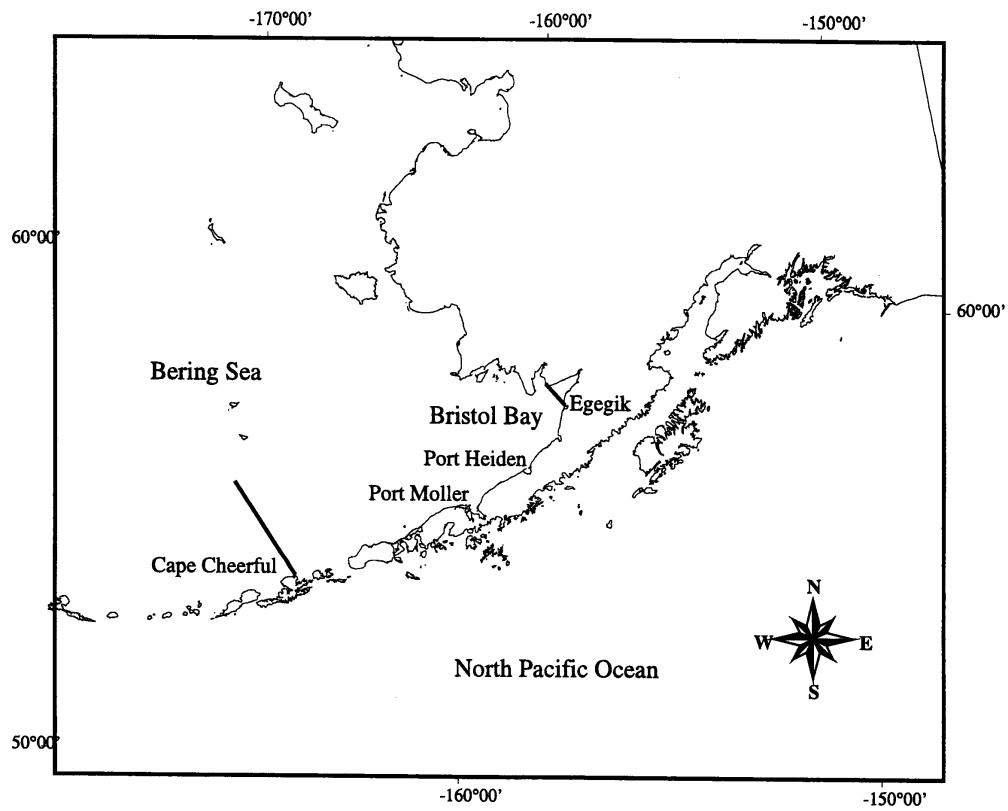 -170°00'
-160°00'
-150°00'
60°00'
60°00'
Bering Sea
Bristol Bay
Egegik
Port Heiden
Port Moller
Cape Cheerful
N
W
E
S
North Pacific Ocean
50°00'
-160°00'
-150°00'